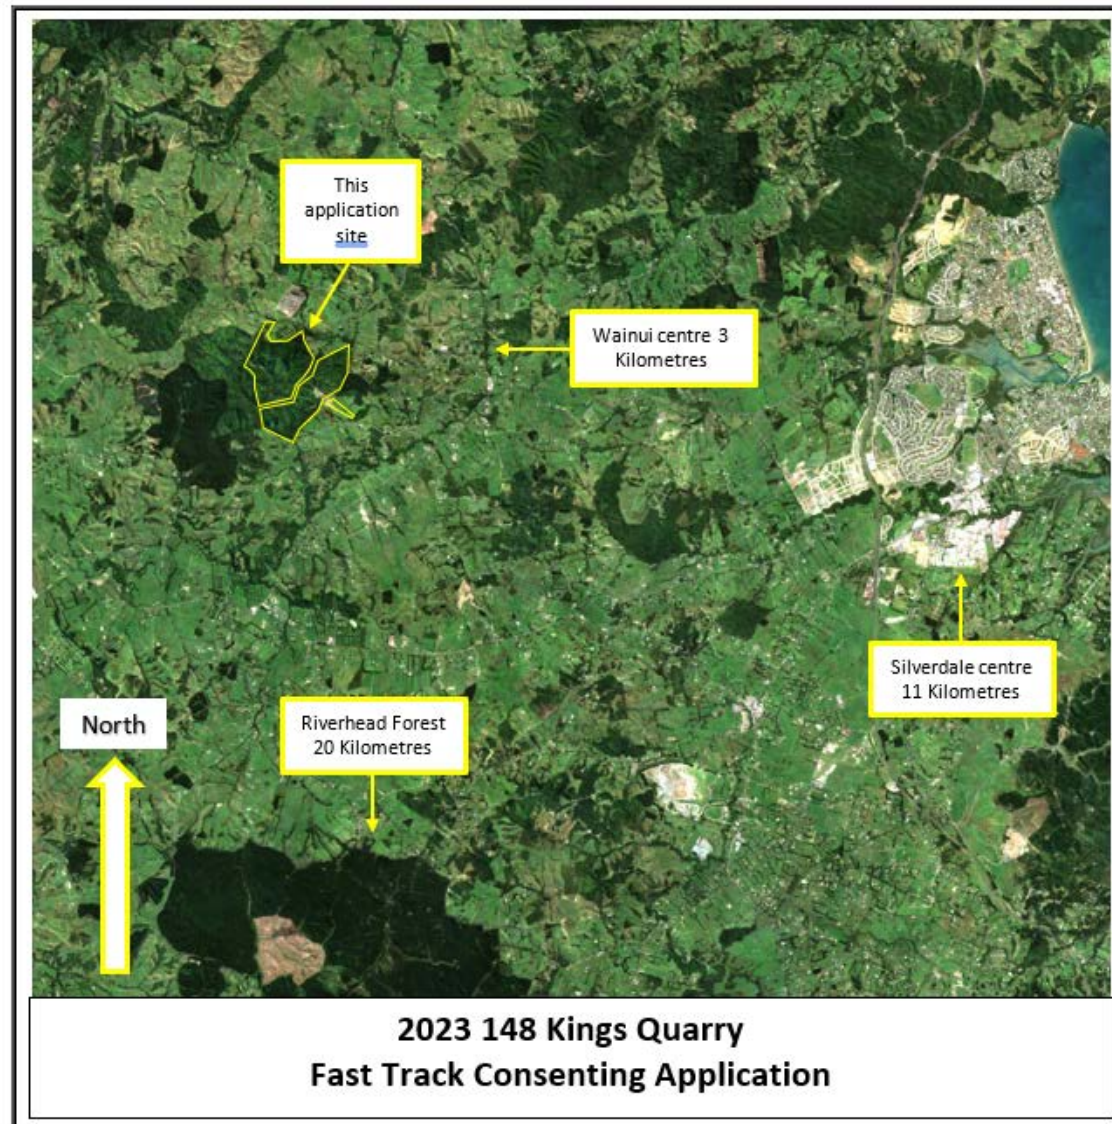 This
application
site
Wainui centre 3
Kilometres
Silverdale centre
11 Kilometres
Riverhead Forest
20 Kilometres
North
2023 148 Kings Quarry
Fast Track Consenting Application